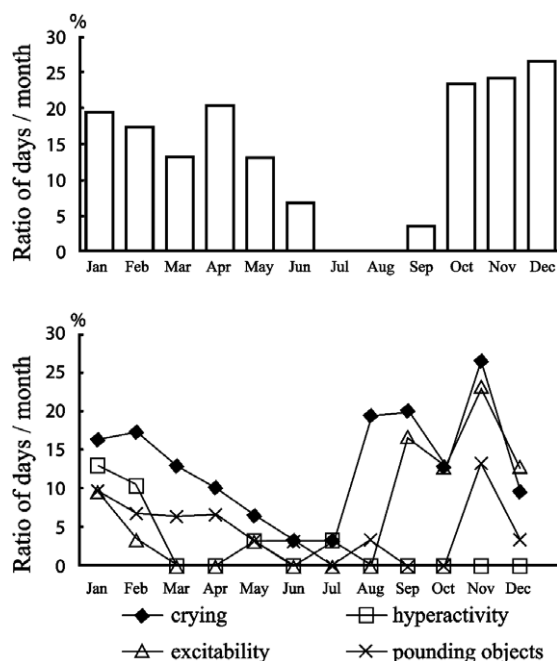 %
30
25
20
15
10
5
0
Ratio of days / month
Jan Feb Mar Apr May Jun Jul Aug Sep Oct Nov Dec
%
30
25
20
15
10
5
0
Ratio of days / month
Jan Feb Mar Apr May Jun Jul Aug Sep Oct Nov Dec
crying hyperactivity
excitability pounding objects